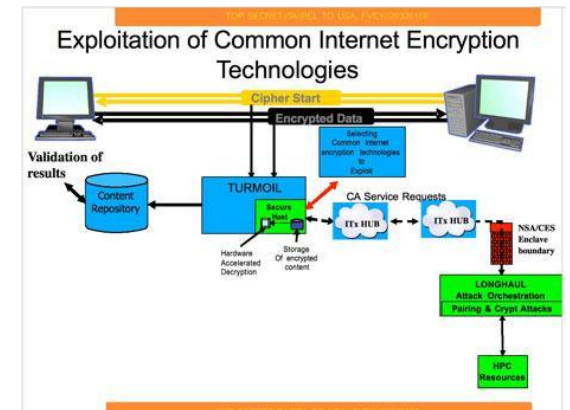 TOP SECRET//SI//REL TO USA, FVEY//20320108
Exploitation of Common Internet Encryption
Technologies
Cipher Start
Encrypted Data
Selecting
Common internet
encryption technologies
to
Exploit
Validation of
results
Content
Repository
TURMOIL
Secure
Host
Hardware
Accelerated
Decryption
Storage
Of encrypted
content
CA Service Requests
ITx HUB
ITx HUB
NSA/CES
Enclave
boundary
LONGHAUL
Attack Orchestration
Pairing & Crypt Attacks
HPC
Resources